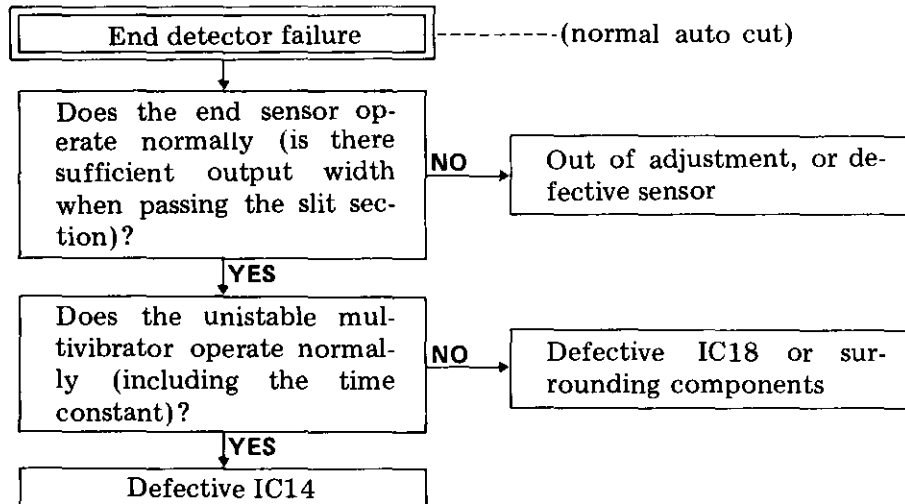 End detector failure
(normal auto cut)
Does the end sensor op-
erate normally (is there
sufficient output width
when passing the slit sec-
tion)?
NO
Out of adjustment, or de-
fective sensor
YES
Does the unistable mul-
tivibrator operate normal-
ly (including the time
constant)?
NO
Defective IC18 or sur-
rounding components
YES
Defective IC14